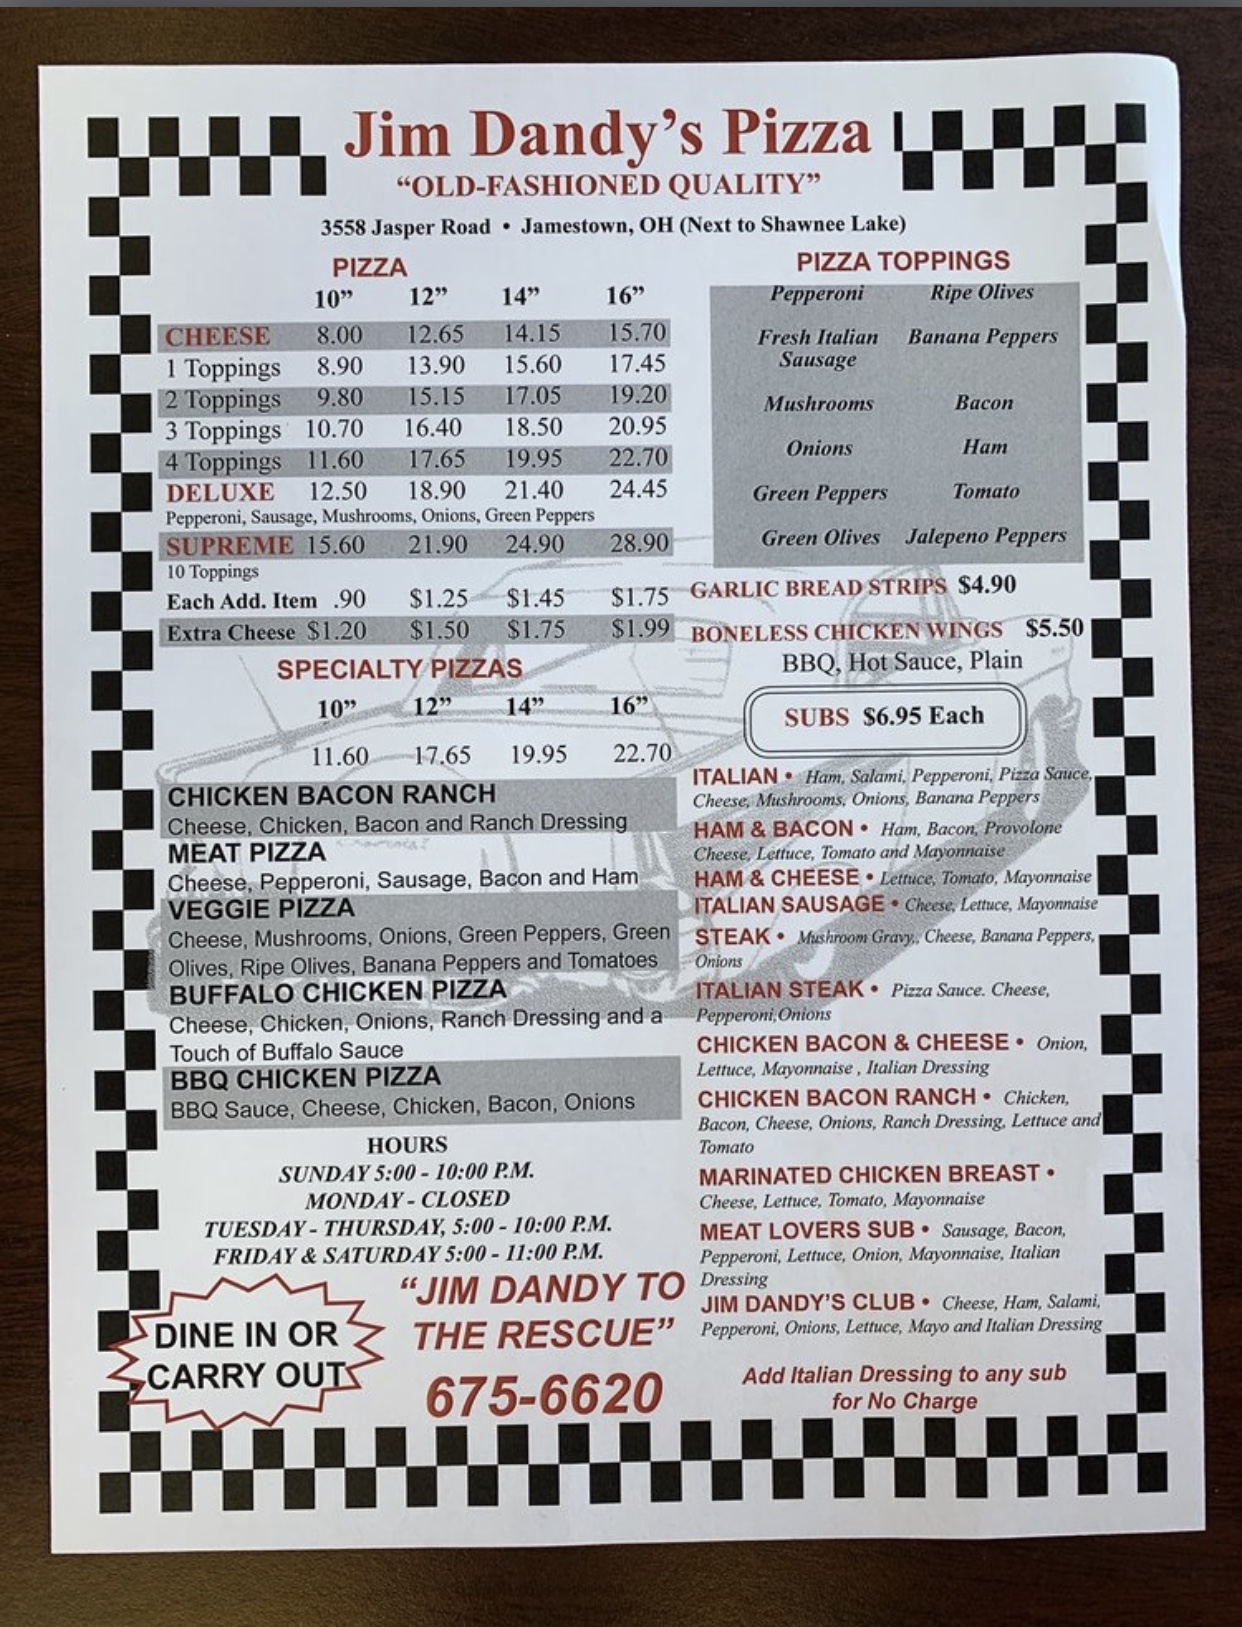 Jim Dandy's Pizza
"OLD-FASHIONED QUALITY"
3558 Jasper Road • Jamestown, OH (Next to Shawnee Lake)
PIZZA
10" 12" 14" 16"
CHEESE 8.00 12.65 14.15 15.70
1 Toppings 8.90 13.90 15.60 17.45
2 Toppings 9.80 15.15 17.05 19.20
3 Toppings 10.70 16.40 18.50 20.95
4 Toppings 11.60 17.65 19.95 22.70
DELUXE 12.50 18.90 21.40 24.45
Pepperoni, Sausage, Mushrooms, Onions, Green Peppers
SUPREME 15.60 21.90 24.90 28.90
10 Toppings
Each Add. Item .90 $1.25 $1.45 $1.75
Extra Cheese $1.20 $1.50 $1.75 $1.99
SPECIALTY PIZZAS
10" 12" 14" 16"
11.60 17.65 19.95 22.70
CHICKEN BACON RANCH
Cheese, Chicken, Bacon and Ranch Dressing
MEAT PIZZA
Cheese, Pepperoni, Sausage, Bacon and Ham
VEGGIE PIZZA
Cheese, Mushrooms, Onions, Green Peppers, Green
Olives, Ripe Olives, Banana Peppers and Tomatoes
BUFFALO CHICKEN PIZZA
Cheese, Chicken, Onions, Ranch Dressing and a
Touch of Buffalo Sauce
BBQ CHICKEN PIZZA
BBQ Sauce, Cheese, Chicken, Bacon, Onions
HOURS
SUNDAY 5:00 - 10:00 P.M.
MONDAY - CLOSED
TUESDAY - THURSDAY, 5:00 - 10:00 P.M.
FRIDAY & SATURDAY 5:00 - 11:00 P.M.
DINE IN OR
CARRY OUT
"JIM DANDY TO
THE RESCUE"
675-6620
PIZZA TOPPINGS
Pepperoni Ripe Olives
Fresh Italian Banana Peppers
Sausage
Mushrooms Bacon
Onions Ham
Green Peppers Tomato
Green Olives Jalepeno Peppers
GARLIC BREAD STRIPS $4.90
BONELESS CHICKEN WINGS $5.50
BBQ, Hot Sauce, Plain
SUBS $6.95 Each
ITALIAN • Ham, Salami, Pepperoni, Pizza Sauce,
Cheese, Mushrooms, Onions, Banana Peppers
HAM & BACON • Ham, Bacon, Provolone
Cheese, Lettuce, Tomato and Mayonnaise
HAM & CHEESE • Lettuce, Tomato, Mayonnaise
ITALIAN SAUSAGE • Cheese, Lettuce, Mayonnaise
STEAK • Mushroom Gravy,, Cheese, Banana Peppers,
Onions
ITALIAN STEAK • Pizza Sauce. Cheese,
Pepperoni,Onions
CHICKEN BACON & CHEESE • Onion,
Lettuce, Mayonnaise , Italian Dressing
CHICKEN BACON RANCH • Chicken,
Bacon, Cheese, Onions, Ranch Dressing, Lettuce and
Tomato
MARINATED CHICKEN BREAST •
Cheese, Lettuce, Tomato, Mayonnaise
MEAT LOVERS SUB • Sausage, Bacon,
Pepperoni, Lettuce, Onion, Mayonnaise, Italian
Dressing
JIM DANDY'S CLUB • Cheese, Ham, Salami,
Pepperoni, Onions, Lettuce, Mayo and Italian Dressing
Add Italian Dressing to any sub
for No Charge